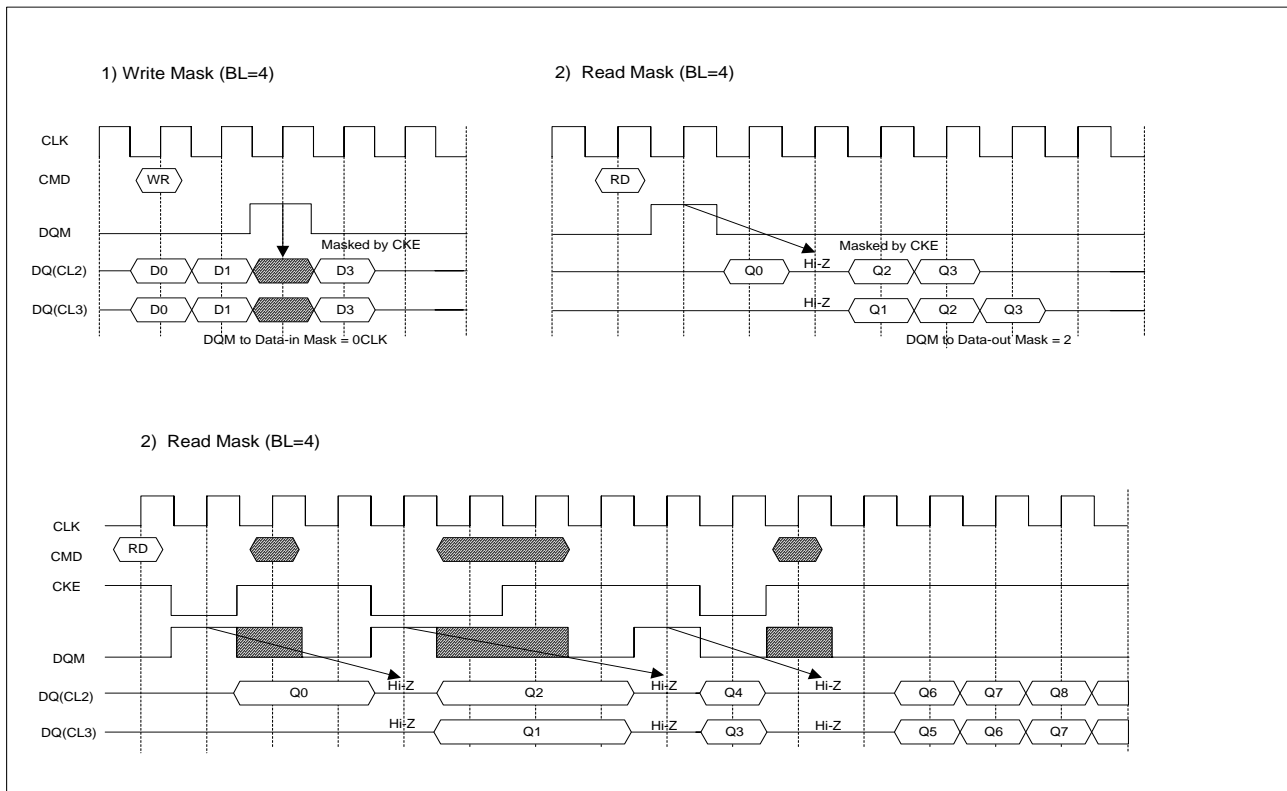 1) Write Mask (BL=4)
2) Read Mask (BL=4)
CLK
CMD
WR
RD
DQM
Masked by CKE
Masked by CKE
DQ(CL2)
D0 D1 D3
Q0 Hi-Z Q2 Q3
DQ(CL3)
D0 D1 D3
Hi-Z Q1 Q2 Q3
DQM to Data-in Mask = 0CLK
DQM to Data-out Mask = 2
2) Read Mask (BL=4)
CLK
CMD
RD
CKE
DQM
DQ(CL2)
Q0 Hi-Z Q2 Hi-Z Q4 Hi-Z Q6 Q7 Q8
DQ(CL3)
Hi-Z Q1 Hi-Z Q3 Hi-Z Q5 Q6 Q7